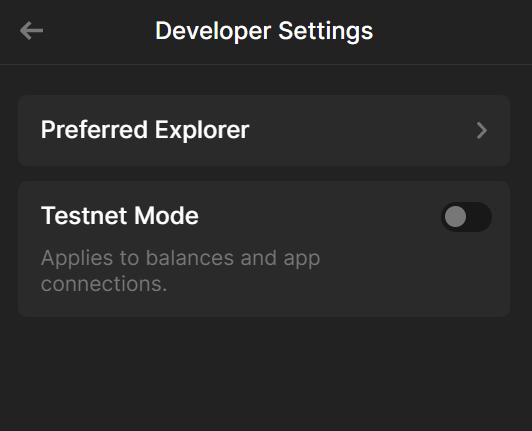 Developer Settings
Preferred Explorer
Testnet Mode
Applies to balances and app
connections.